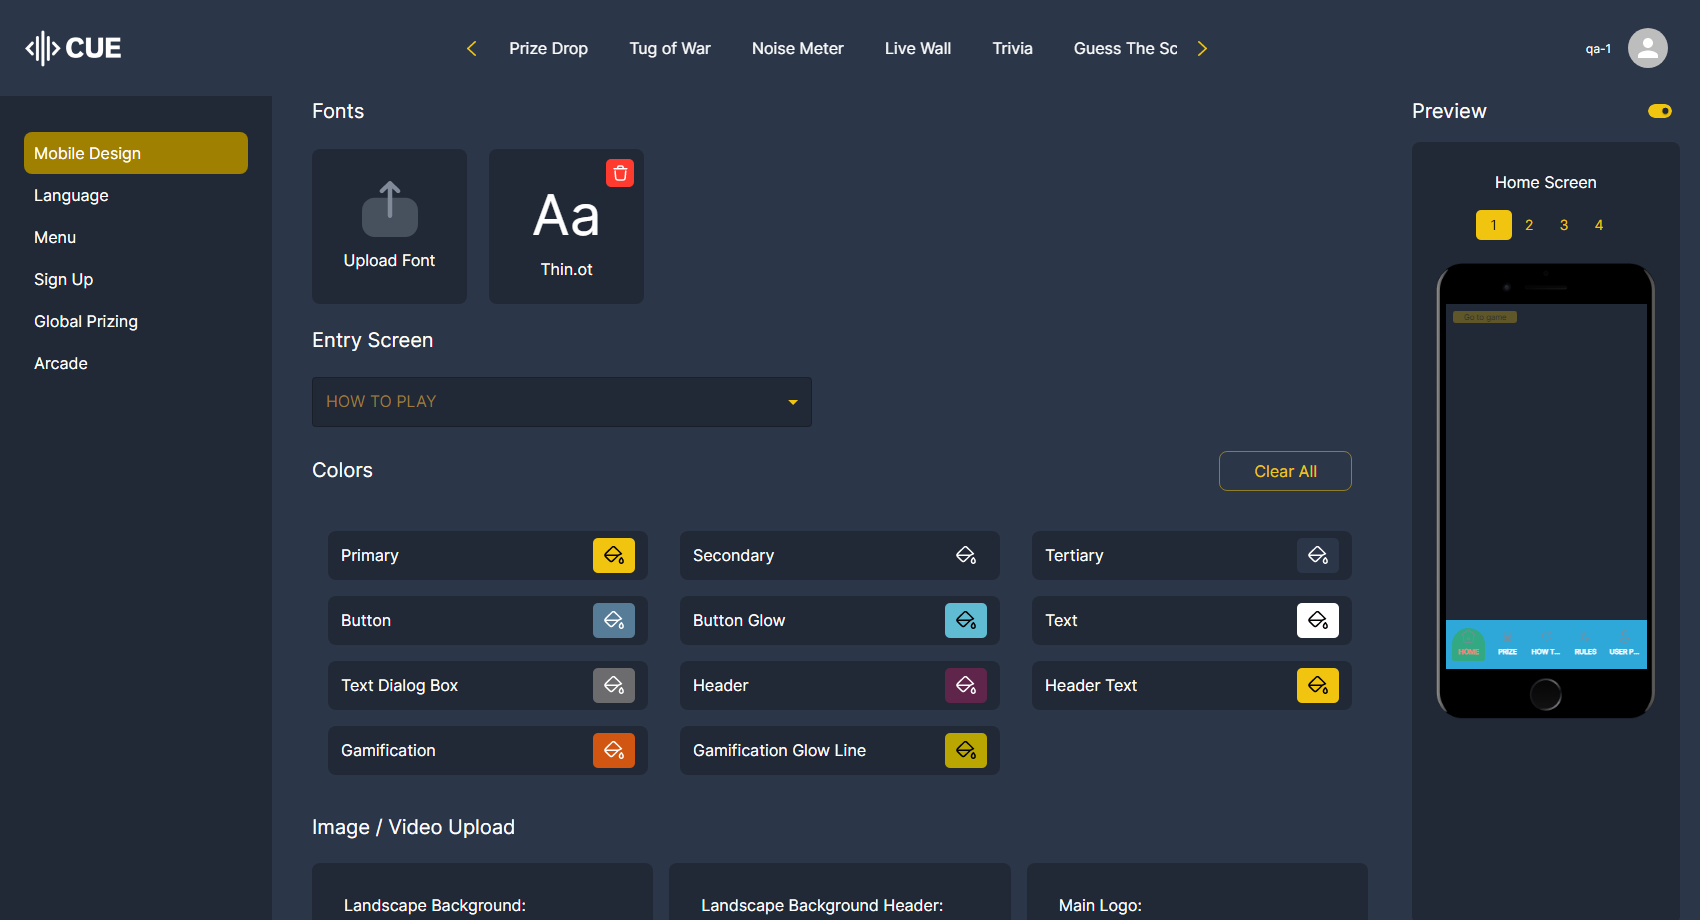 CUE
Prize Drop
Tug of War
Noise Meter
Live Wall
Trivia
Guess The Sc
qa-1
Mobile Design
Language
Menu
Sign Up
Global Prizing
Arcade
Fonts
Upload Font
Aa
Thin.ot
Entry Screen
HOW TO PLAY
Colors
Clear All
Primary
Secondary
Tertiary
Button
Button Glow
Text
Text Dialog Box
Header
Header Text
Gamification
Gamification Glow Line
Image / Video Upload
Landscape Background:
Landscape Background Header:
Main Logo:
Preview
Home Screen
1 2 3 4
Go to game
HOME
PRIZE
HOW T...
RULES
USER P...